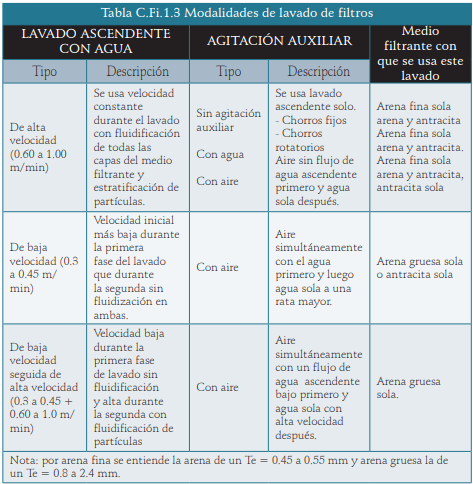 Tabla C.Fi.1.3 Modalidades de lavado de filtros
LAVADO ASCENDENTE
CON AGUA
AGITACIÓN AUXILIAR
Medio
filtrante con
que se usa este
lavado
Tipo
Descripción
Tipo
Descripción
De alta
velocidad
(0.60 a 1.00
m/min)
Se usa velocidad
constante
durante el lavado
con fluidificación
de todas las
capas del medio
filtrante y
estratificación de
partículas.
Sin agitación
auxiliar
Con agua
Con aire
Se usa lavado
ascendente solo.
- Chorros fijos
- Chorros
rotatorios
Aire sin flujo de
agua ascendente
primero y agua
sola después.
Arena fina sola
arena y antracita
Arena fina sola
arena y antracita.
Arena fina sola
arena y antracita,
antracita sola
De baja
velocidad (0.3
a 0.45 m/
min)
Velocidad inicial
más baja durante
la primera
fase del lavado
que durante
la segunda sin
fluidización en
ambas.
Con aire
Aire
simultáneamente
con el agua
primero y luego
agua sola a una
rata mayor.
Arena gruesa sola
o antracita sola
De baja
velocidad
seguida de
alta velocidad
(0.3 a 0.45 +
0.60 a 1.0 m/
min)
Velocidad baja
durante la
primera fase
de lavado sin
fluidificación
y alta durante
la segunda con
fluidificación de
partículas
Con aire
Aire
simultáneamente
con un flujo de
agua ascendente
bajo primero y
agua sola con
alta velocidad
después.
Arena gruesa
sola.
Nota: por arena fina se entiende la arena de un Te = 0.45 a 0.55 mm y arena gruesa la de
un Te = 0.8 a 2.4 mm.